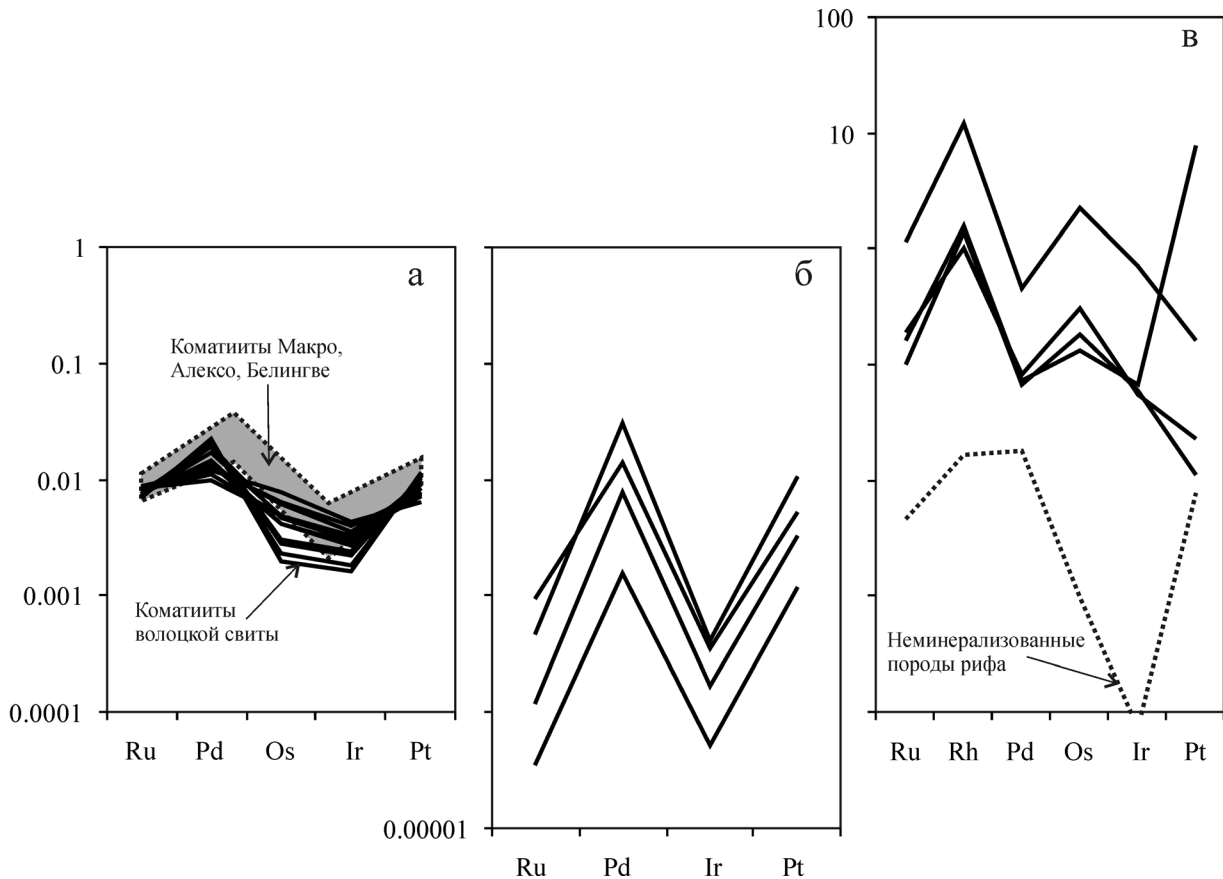 а
1
0.1
0.01
0.001
0.0001
Коматииты Макро,
Алексо, Белингве
Коматииты
волоцкой свиты
Ru Pd Os Ir Pt
б
0.00001
Ru Pd Ir Pt
в
100
10
Неминерализованные
породы рифа
Ru Rh Pd Os Ir Pt